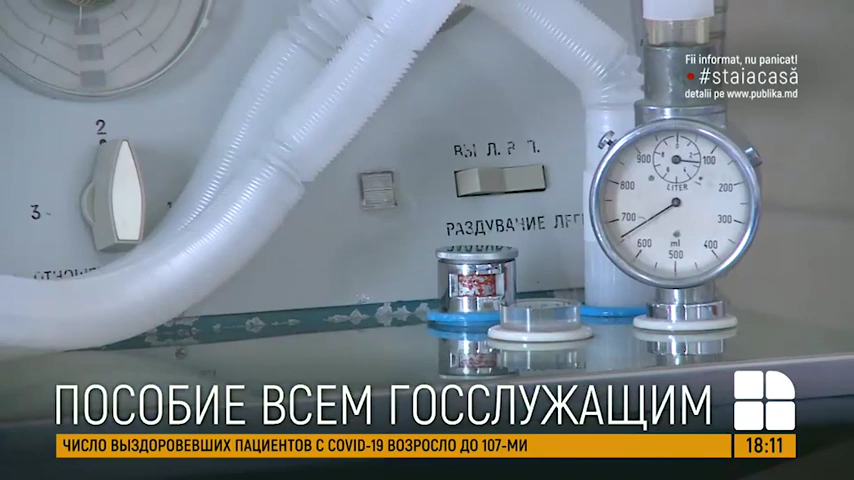 Fii informat, nu panicat!
#staiacasă
detalii pe www.publika.md
2
3
ВЫ Л. В Л.
РАЗДУВАНИЕ ЛЕГ
900
100
800
200
700
300
600
400
500
LITER
ml
ПОСОБИЕ ВСЕМ ГОССЛУЖАЩИМ
ЧИСЛО ВЫЗДОРОВЕВШИХ ПАЦИЕНТОВ С COVID-19 ВОЗРОСЛО ДО 107-МИ
18:11